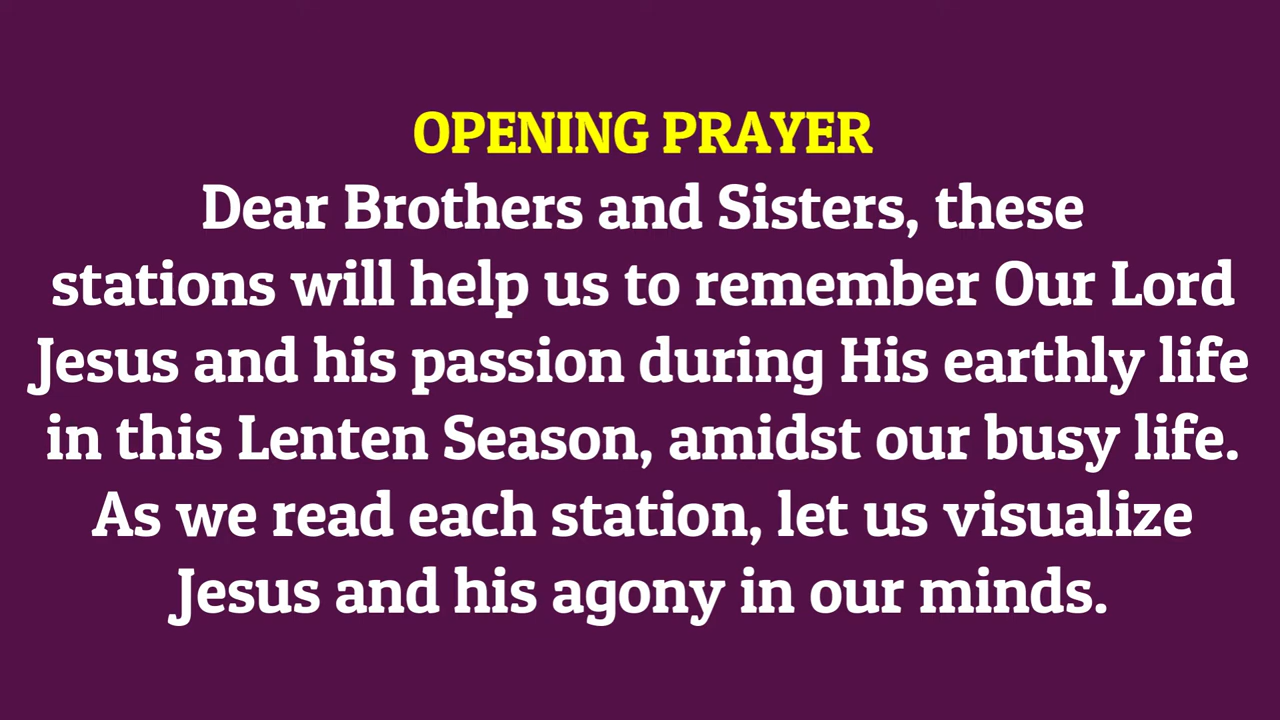 OPENING PRAYER
Dear Brothers and Sisters, these
stations will help us to remember Our Lord
Jesus and his passion during His earthly life
in this Lenten Season, amidst our busy life.
As we read each station, let us visualize
Jesus and his agony in our minds.